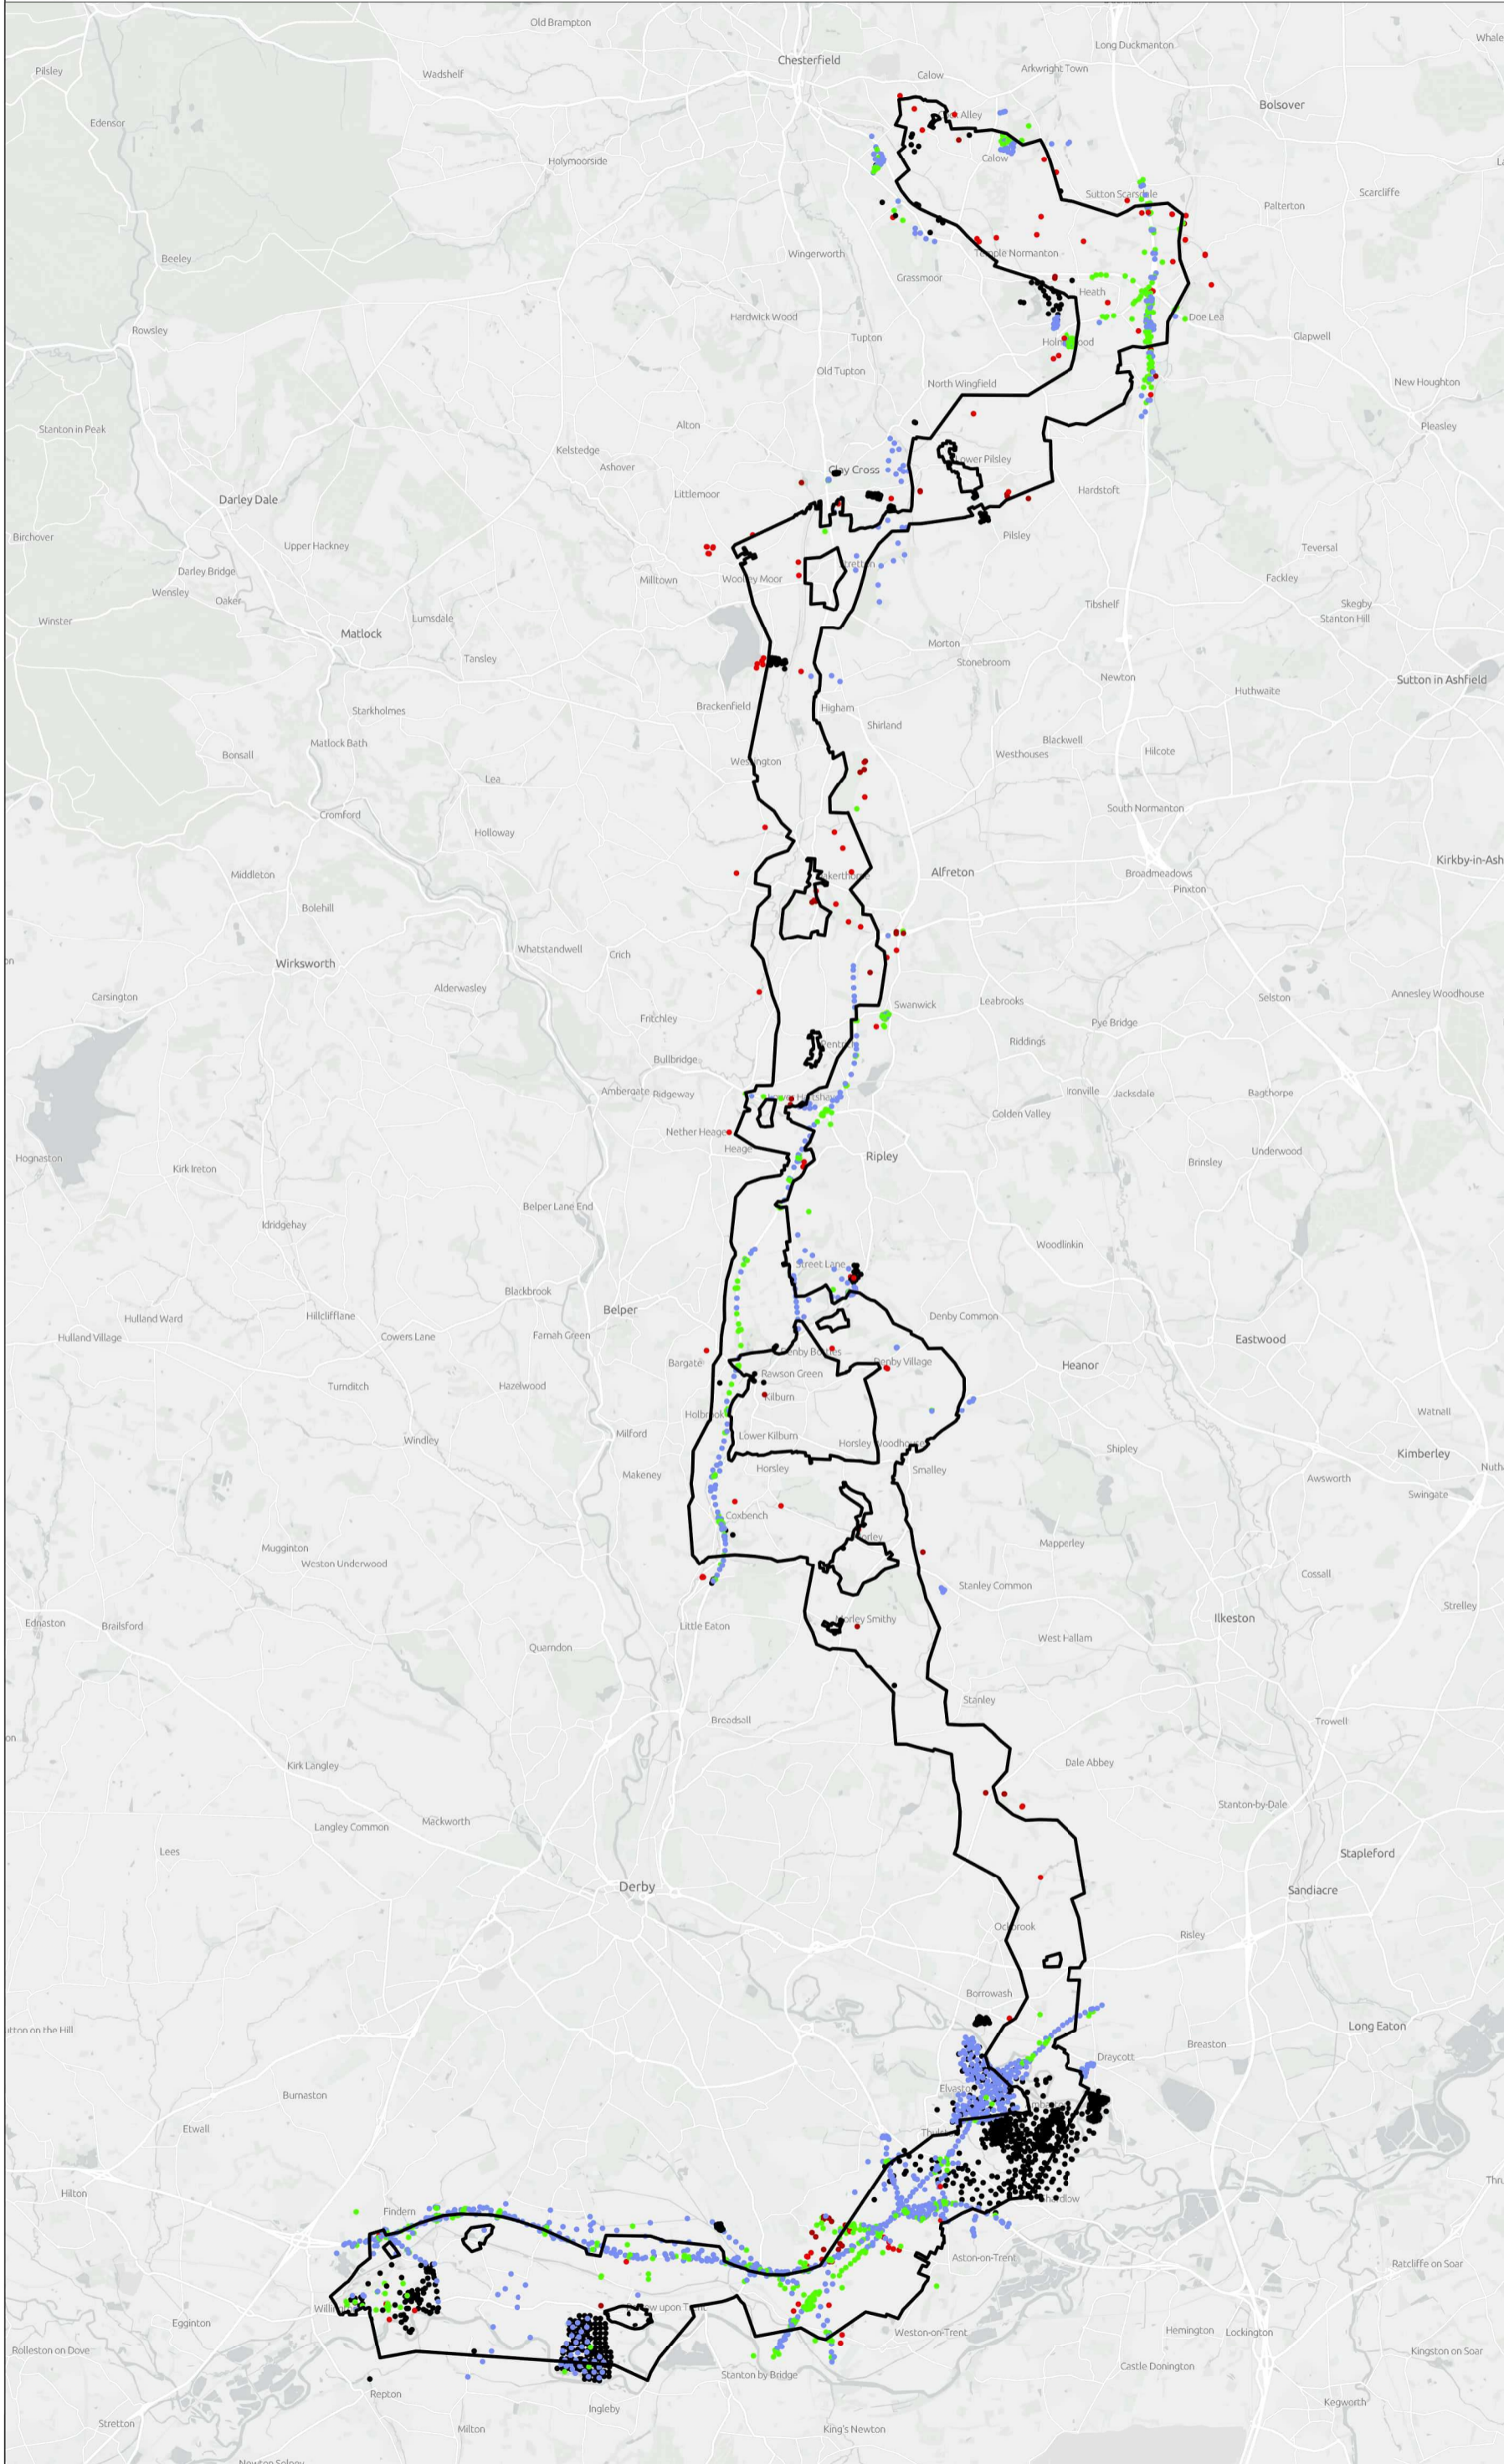 Old Brampton
Long Duckmanton
Chesterfield
Pilsley
Wadshelf
Calow
Arkwright Town
Bolsover
Edensor
Alley
Holymoorside
Calow
Sutton Scarsdale
Scarcliffe
Palterton
Beeley
Wingerworth
Temple Normanton
Grassmoor
Heath
Hardwick Wood
Doe Lea
Rowsley
Tupton
Glapwell
Old Tupton
North Wingfield
New Houghton
Stanton in Peak
Alton
Pleasley
Kelstedge
Ashover
Clay Cross
Lower Pilsley
Darley Dale
Littlemoor
Hardstoft
Birchover
Upper Hackney
Pilsley
Teversal
Darley Bridge
Milltown
Woolley Moor
Stretton
Fackley
Wensley
Oaker
Tibshelf
Skegby
Winster
Lumsdale
Stanton Hill
Matlock
Morton
Tansley
Stonebroom
Newton
Sutton in Ashfield
Huthwaite
Starkholmes
Brackenfield
Higham
Shirland
Matlock Bath
Blackwell
Bonsall
Westhouses
Hilcote
Lea
Cromford
South Normanton
Holloway
Middleton
Alfreton
Broadmeadows
Pinxton
Bolehill
Whatstandwell
Crich
Wirksworth
Alderwasley
Carsington
Swanwick
Leabrooks
Selston
Annesley Woodhouse
Fritchley
Pye Bridge
Riddings
Bullbridge
Ambergate
Ridgeway
Ironville
Jacksdale
Bagthorpe
Golden Valley
Nether Heage
Heage
Ripley
Underwood
Hognaston
Kirk Ireton
Brinsley
Belper Lane End
Idridgehay
Woodlinkin
Street Lane
Blackbrook
Belper
Hulland Ward
Hillclifflane
Denby Common
Hulland Village
Cowers Lane
Farnah Green
Eastwood
Bargate
Denby Bottles
Denby Village
Heanor
Rawson Green
Turnditch
Hazelwood
Kilburn
Holbrook
Watnall
Milford
Windley
Lower Kilburn
Horsley Woodhouse
Shipley
Kimberley
Makeney
Horsley
Smalley
Awsworth
Swingate
Coxbench
Mugginton
Weston Underwood
Mapperley
Cossall
Stanley Common
Strelley
Ednaston
Brailsford
Little Eaton
Morley Smithy
Ilkeston
Quarndon
West Hallam
Stanley
Breadsall
Trowell
Kirk Langley
Dale Abbey
Stanton-by-Dale
Langley Common
Mackworth
Lees
Stapleford
Derby
Sandiacre
Ockbrook
Risley
Borrowash
Long Eaton
Breaston
Draycott
Burnaston
Etwall
Hilton
Findern
Aston-on-Trent
Ratcliffe on Soar
Egginton
Weston-on-Trent
Hemington
Lockington
Rolleston on Dove
Kingston on Soar
Stanton by Bridge
Castle Donington
Repton
Ingleby
Kegworth
Stretton
Milton
King's Newton